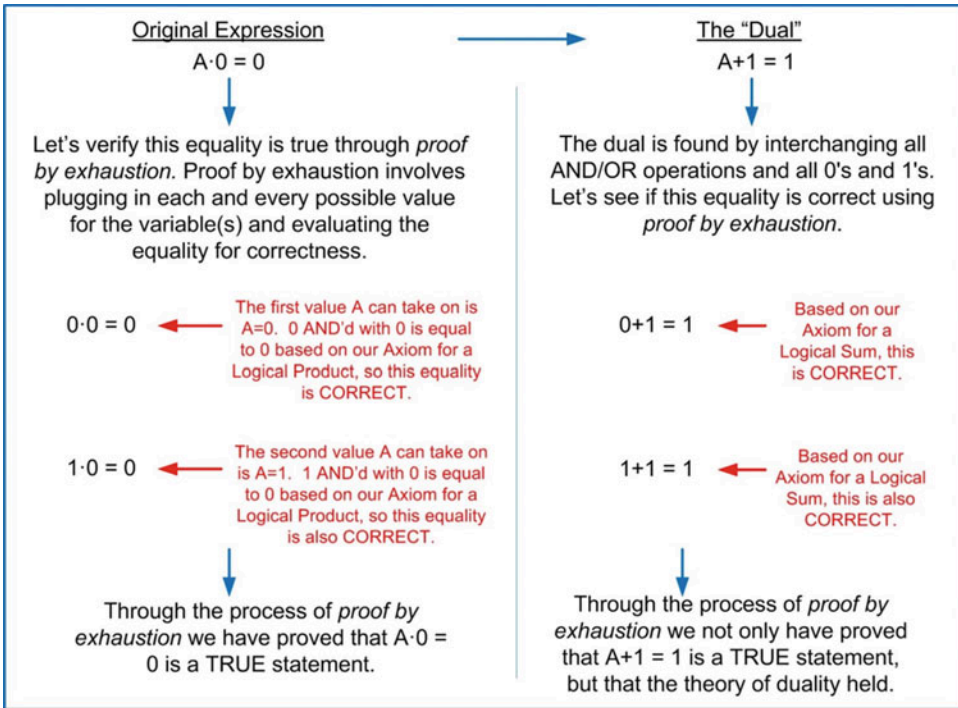 Original Expression
A·0 = 0
Let's verify this equality is true through proof
by exhaustion. Proof by exhaustion involves
plugging in each and every possible value
for the variable(s) and evaluating the
equality for correctness.
0·0 = 0
The first value A can take on is
A=0. 0 AND'd with 0 is equal
to 0 based on our Axiom for a
Logical Product, so this equality
is CORRECT.
1·0 = 0
The second value A can take on
is A=1. 1 AND'd with 0 is equal
to 0 based on our Axiom for a
Logical Product, so this equality
is also CORRECT.
Through the process of proof by
exhaustion we have proved that A·0 =
0 is a TRUE statement.
The “Dual”
A+1 = 1
The dual is found by interchanging all
AND/OR operations and all 0's and 1's.
Let's see if this equality is correct using
proof by exhaustion.
0+1 = 1
Based on our
Axiom for a
Logical Sum, this
is CORRECT.
1+1 = 1
Based on our
Axiom for a Logical
Sum, this is also
CORRECT.
Through the process of proof by
exhaustion we not only have proved
that A+1 = 1 is a TRUE statement,
but that the theory of duality held.